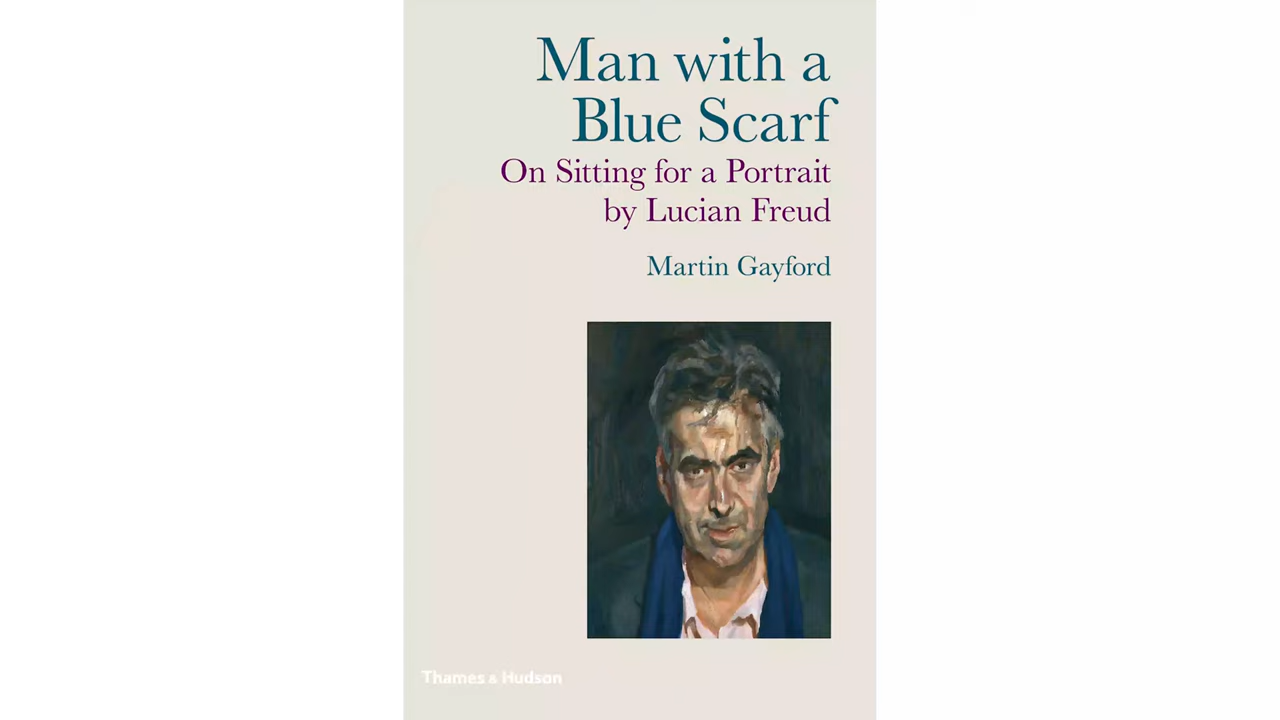 Man with a
Blue Scarf
On Sitting for a Portrait
by Lucian Freud
Martin Gayford
Thames & Hudson